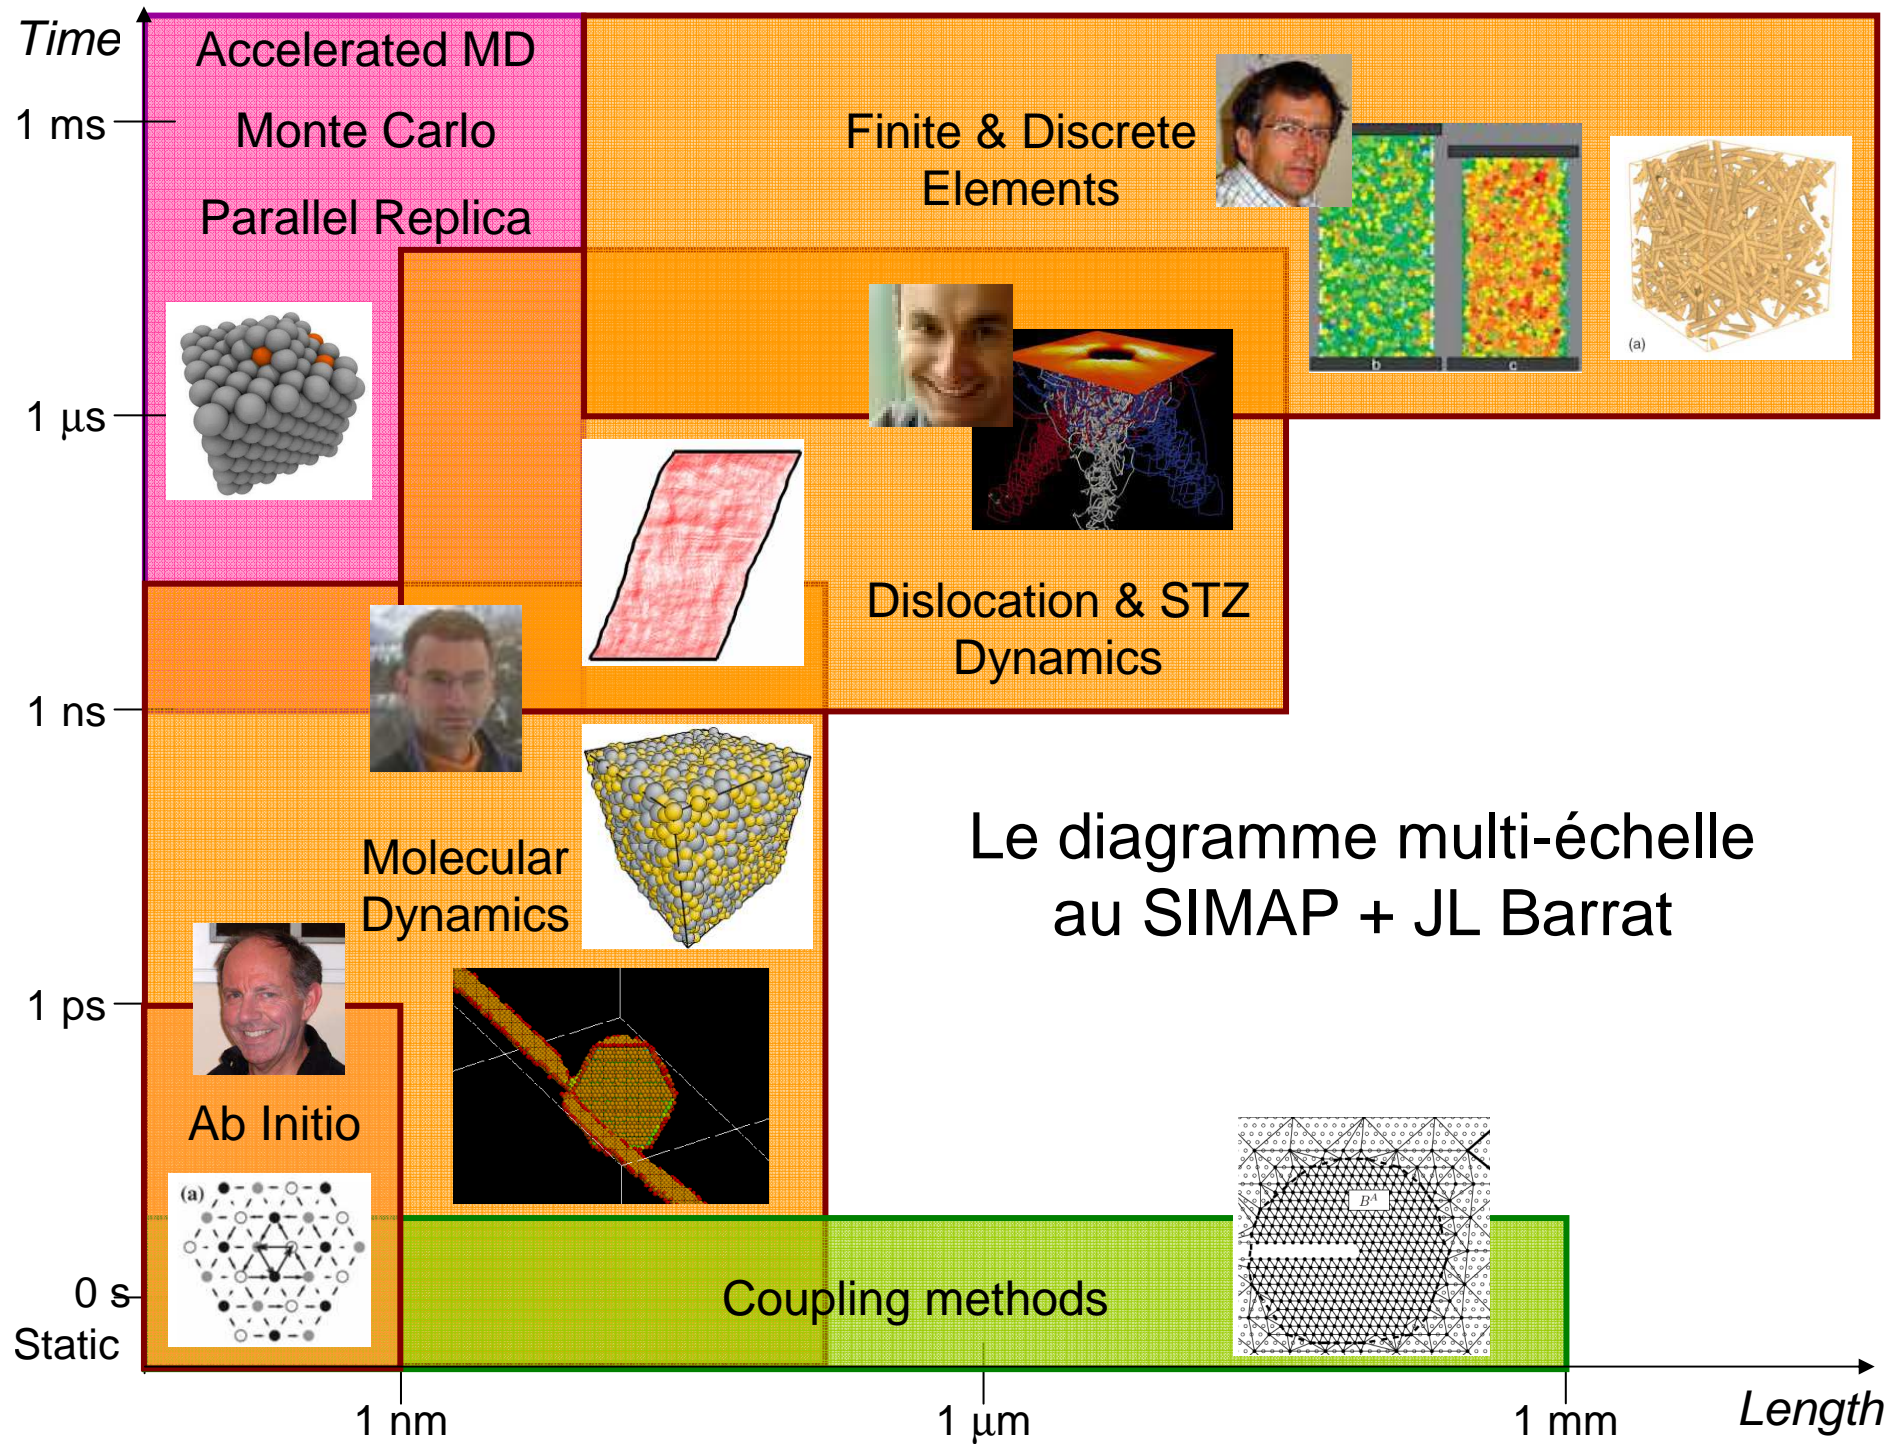 Time
Accelerated MD
1 ms
Monte Carlo
Finite & Discrete
Elements
Parallel Replica
b
c
(a)
1 μs
Dislocation & STZ
Dynamics
1 ns
Molecular
Dynamics
Le diagramme multi-échelle
au SIMAP + JL Barrat
1 ps
Ab Initio
(a)
B^A
0 s
Coupling methods
Static
1 nm
1 μm
1 mm
Length